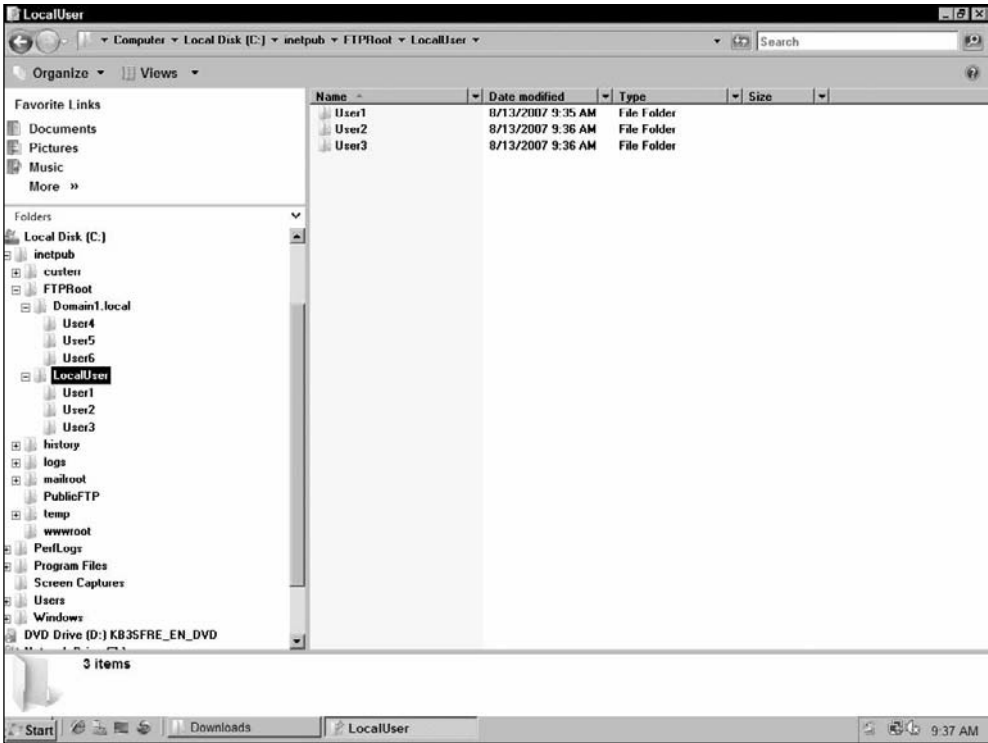 LocalUser
Computer Local Disk (C:) inetpub FTPRoot LocalUser
Search
Organize Views
Favorite Links
Documents
Pictures
Music
More »
Folders
Local Disk (C:)
inetpub
custerr
FTPRoot
Domain1.local
User4
User5
User6
LocalUser
User1
User2
User3
history
logs
mailroot
PublicFTP
temp
wwwroot
PerfLogs
Program Files
Screen Captures
Users
Windows
DVD Drive (D:) KB3SFRE_EN_DVD
Name Date modified Type Size
User1 8/13/2007 9:35 AM File Folder
User2 8/13/2007 9:36 AM File Folder
User3 8/13/2007 9:36 AM File Folder
3 items
Start Downloads LocalUser 9:37 AM